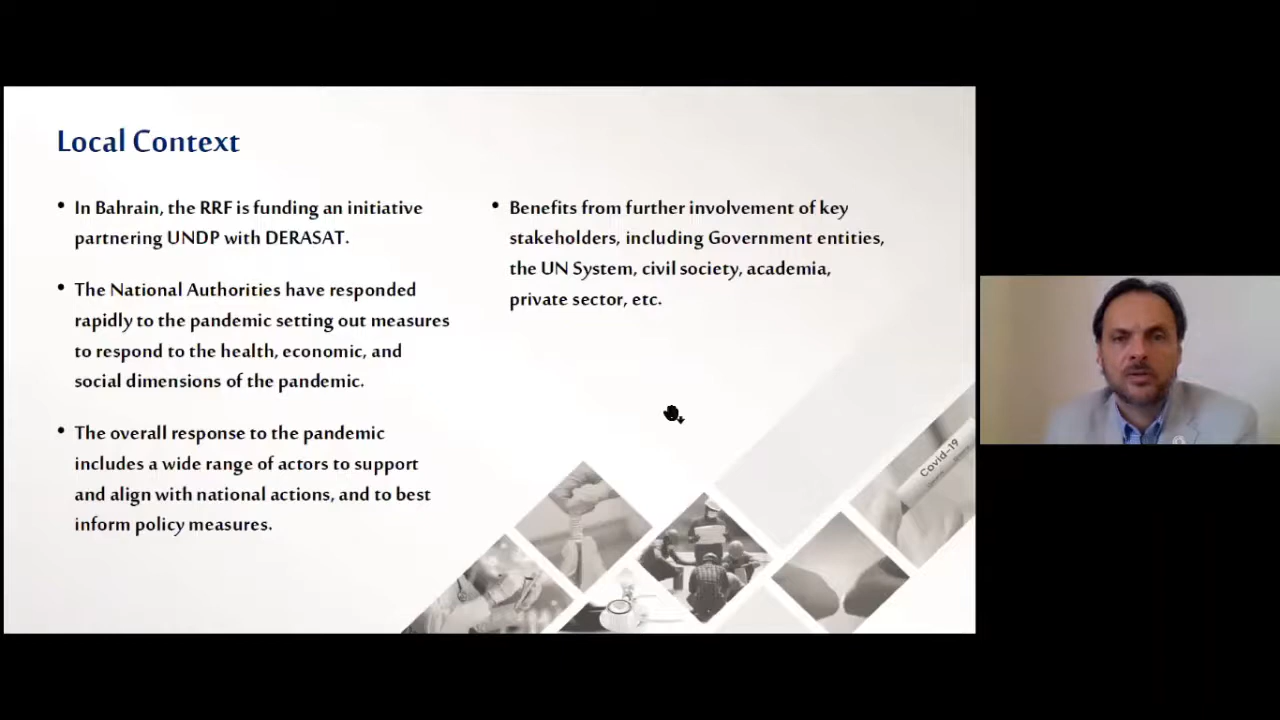 Local Context
• In Bahrain, the RRF is funding an initiative
partnering UNDP with DERASAT.
• The National Authorities have responded
rapidly to the pandemic setting out measures
to respond to the health, economic, and
social dimensions of the pandemic.
• The overall response to the pandemic
includes a wide range of actors to support
and align with national actions, and to best
inform policy measures.
• Benefits from further involvement of key
stakeholders, including Government entities,
the UN System, civil society, academia,
private sector, etc.
Covid-19